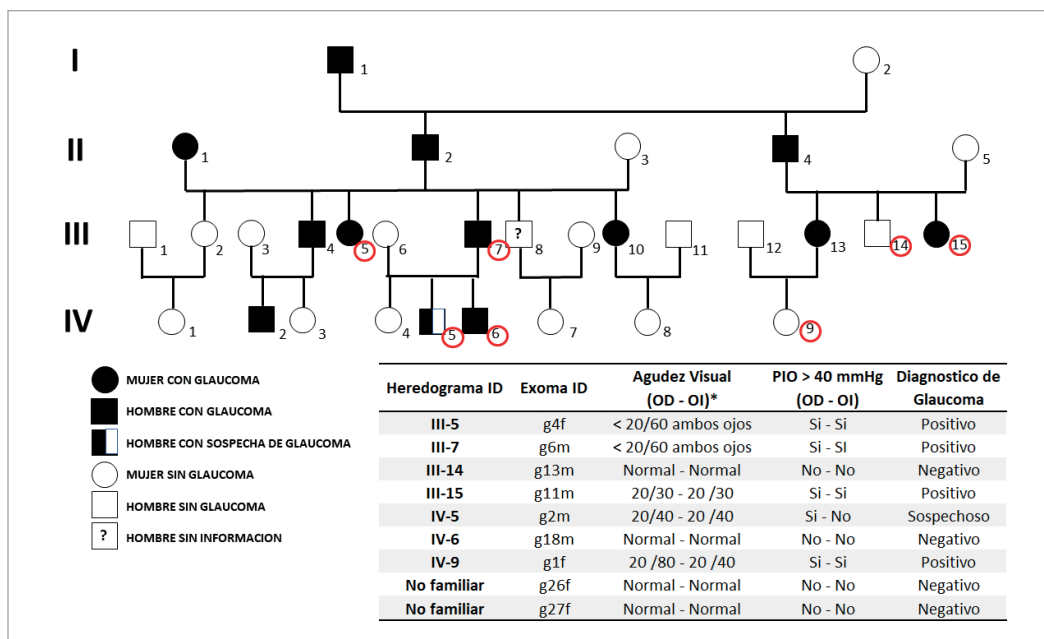 I
1
2
II
1
2
3
4
5
III
1
2
3
4
5
6
7
?
8
9
10
11
12
13
14
15
IV
1
2
3
4
5
6
7
8
9
MUJER CON GLAUCOMA
HOMBRE CON GLAUCOMA
HOMBRE CON SOSPECHA DE GLAUCOMA
MUJER SIN GLAUCOMA
HOMBRE SIN GLAUCOMA
? HOMBRE SIN INFORMACION
Heredograma ID Exoma ID Agudez Visual (OD - OI)* PIO > 40 mmHg (OD - OI) Diagnostico de Glaucoma
III-5 g4f < 20/60 ambos ojos Si - Si Positivo
III-7 g6m < 20/60 ambos ojos Si - SI Positivo
III-14 g13m Normal - Normal No - No Negativo
III-15 g11m 20/30 - 20 /30 Si - Si Positivo
IV-5 g2m 20/40 - 20 /40 Si - No Sospechoso
IV-6 g18m Normal - Normal No - No Negativo
IV-9 g1f 20 /80 - 20 /40 Si - Si Positivo
No familiar g26f Normal - Normal No - No Negativo
No familiar g27f Normal - Normal No - No Negativo